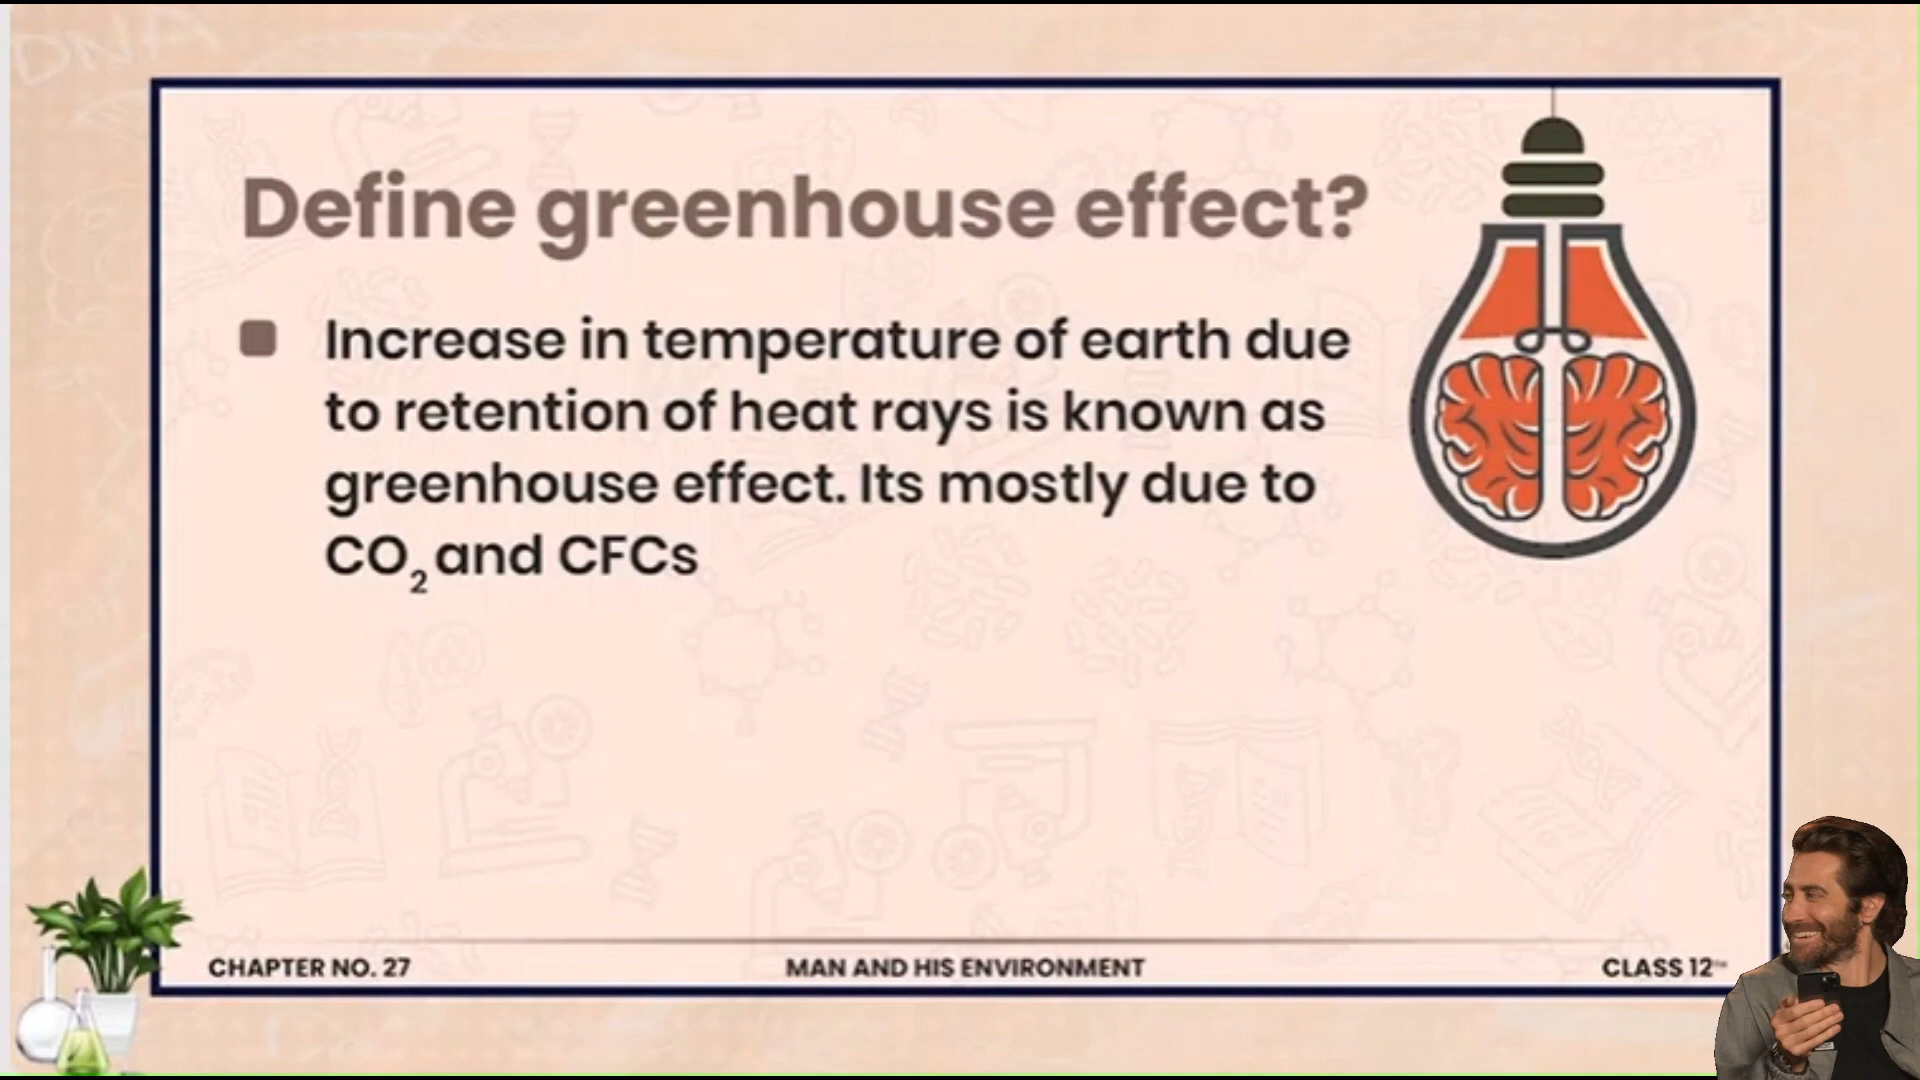 DNA
Define greenhouse effect?
Increase in temperature of earth due
to retention of heat rays is known as
greenhouse effect. Its mostly due to
CO₂ and CFCs
CHAPTER NO. 27
MAN AND HIS ENVIRONMENT
CLASS 12